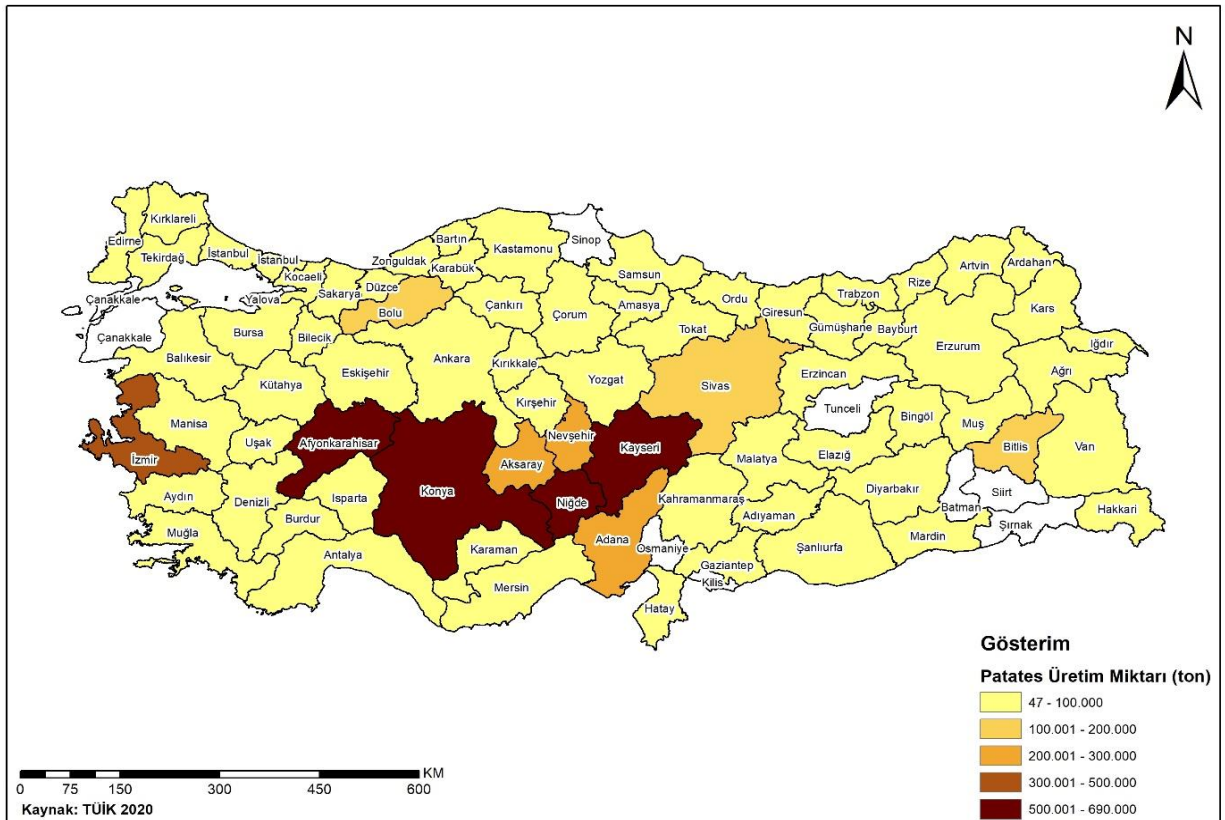 N
Kırklareli
Edirne
Tekirdağ
İstanbul
İstanbul
Kocaeli
Yalova
Sakarya
Düzce
Bolu
Zonguldak
Bartın
Karabük
Kastamonu
Sinop
Samsun
Çankırı
Çorum
Amasya
Ordu
Tokat
Giresun
Trabzon
Gümüşhane
Bayburt
Rize
Artvin
Ardahan
Kars
Iğdır
Ağrı
Erzurum
Çanakkale
Çanakkale
Balıkesir
Bursa
Bilecik
Kütahya
Eskişehir
Ankara
Kırıkkale
Kırşehir
Yozgat
Sivas
Erzincan
Tunceli
Bingöl
Muş
Bitlis
Van
Manisa
İzmir
Uşak
Afyonkarahisar
Konya
Aksaray
Nevşehir
Kayseri
Niğde
Malatya
Elazığ
Diyarbakır
Batman
Siirt
Şırnak
Hakkari
Aydın
Denizli
Isparta
Burdur
Muğla
Antalya
Karaman
Mersin
Adana
Osmaniye
Kahramanmaraş
Adıyaman
Gaziantep
Kilis
Hatay
Şanlıurfa
Mardin
Gösterim
Patates Üretim Miktarı (ton)
47 - 100.000
100.001 - 200.000
200.001 - 300.000
300.001 - 500.000
500.001 - 690.000
KM
0 75 150 300 450 600
Kaynak: TÜİK 2020